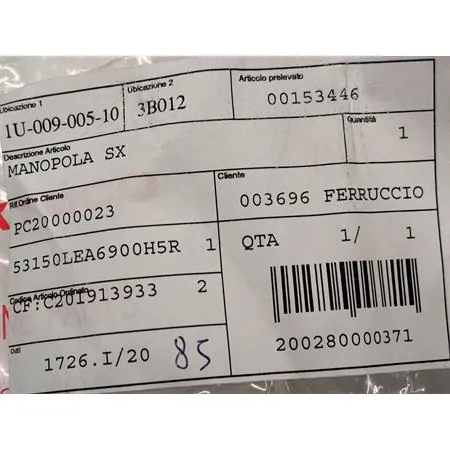 Ubicazione 1
1U-009-005-10
Ubicazione 2
3B012
Articolo prelevato
00153446
Descrizione Articolo
MANOPOLA SX
Quantità
1
Rif.Ordine Cliente
PC20000023
Cliente
003696 FERRUCCIO
53150LEA6900H5R 1
QTA 1/ 1
Codice Articolo Ordinato
CF:C201913933 2
200280000371
Odl
1726.I/20
85